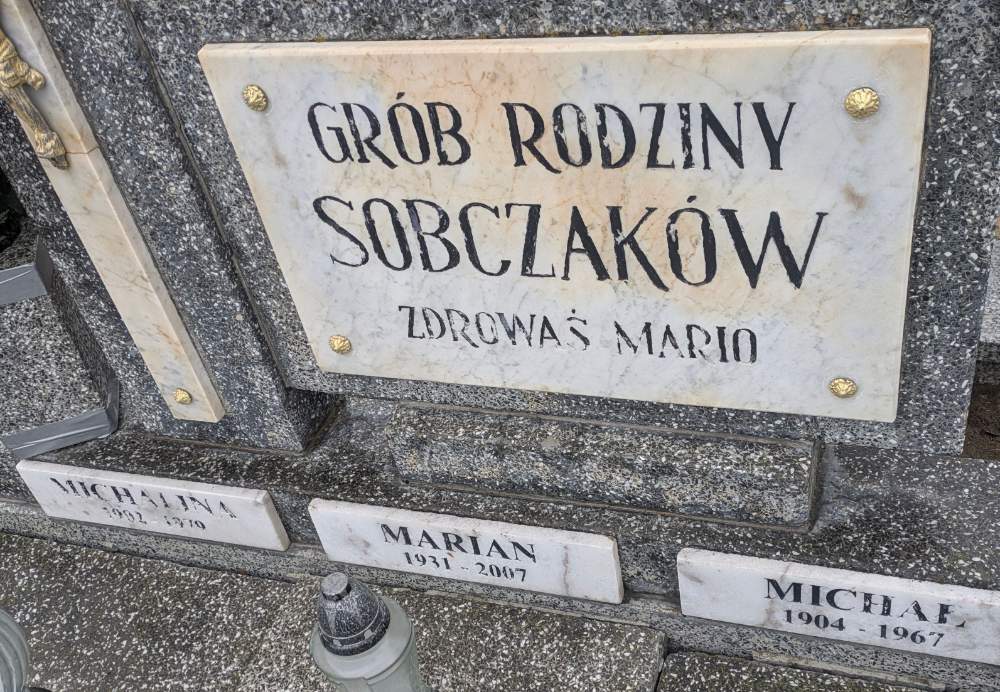 GRÓB RODZINY
SOBCZAKÓW
ZDROWAŚ MARIO
MICHALINA
MARIAN
1931 - 2007
MICHAŁ
1904 - 1967